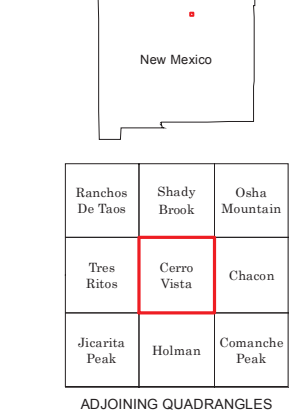 New Mexico
Ranchos
De Taos
Shady
Brook
Osha
Mountain
Tres
Ritos
Cerro
Vista
Chacon
Jicarita
Peak
Holman
Comanche
Peak
ADJOINING QUADRANGLES